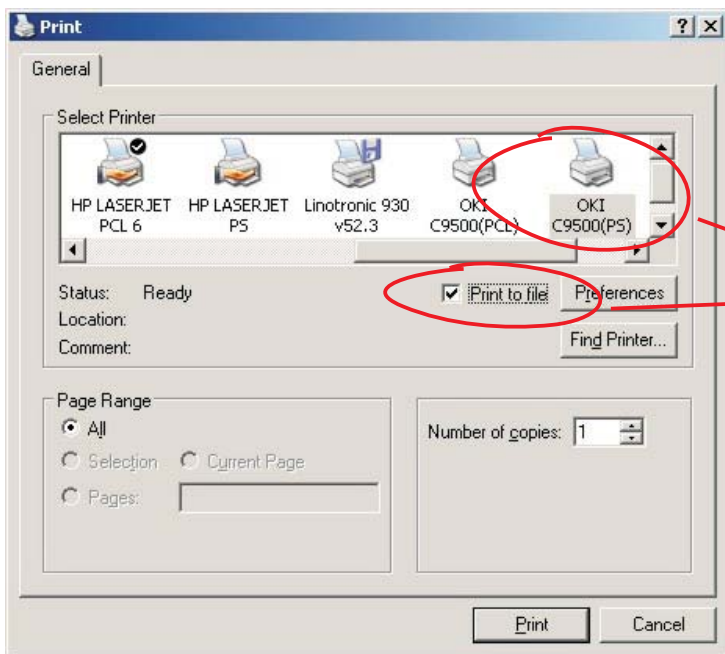 Print
General
Select Printer
HP LASERJET PCL 6
HP LASERJET PS
Linotronic 930 v52.3
OKI C9500(PCL)
OKI C9500(PS)
Status: Ready
Print to file
Preferences
Location:
Comment:
Find Printer...
Page Range
All
Selection
Current Page
Pages:
Number of copies: 1
Print
Cancel